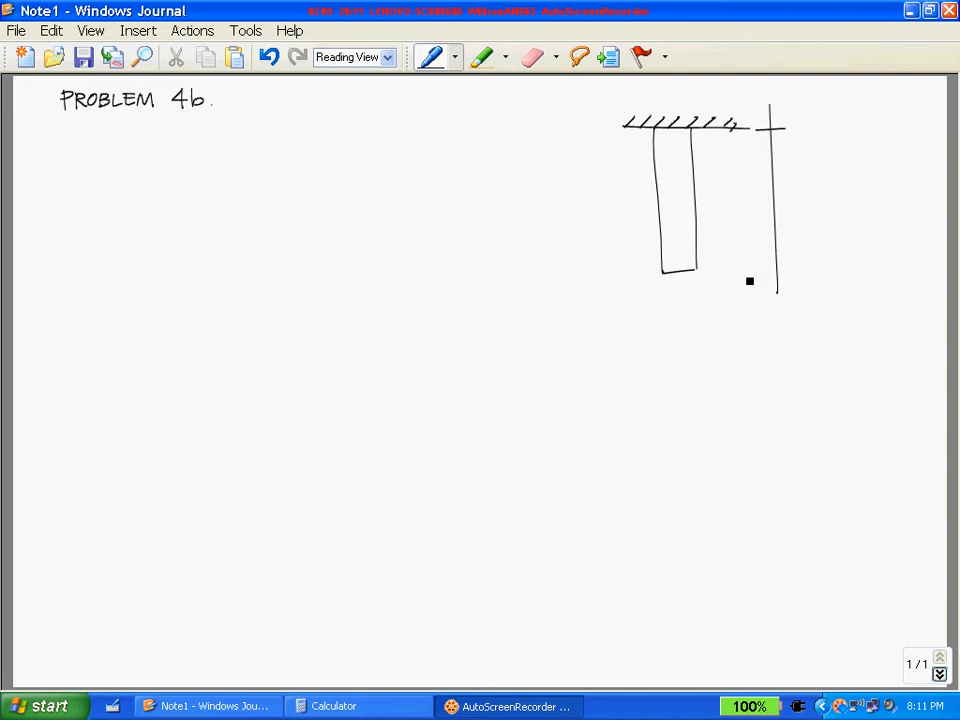 Note1 - Windows Journal
File Edit View Insert Actions Tools Help
Reading View
PROBLEM 4b.
1 / 1
start
Note1 - Windows Jou...
Calculator
AutoScreenRecorder ...
100%
8:11 PM